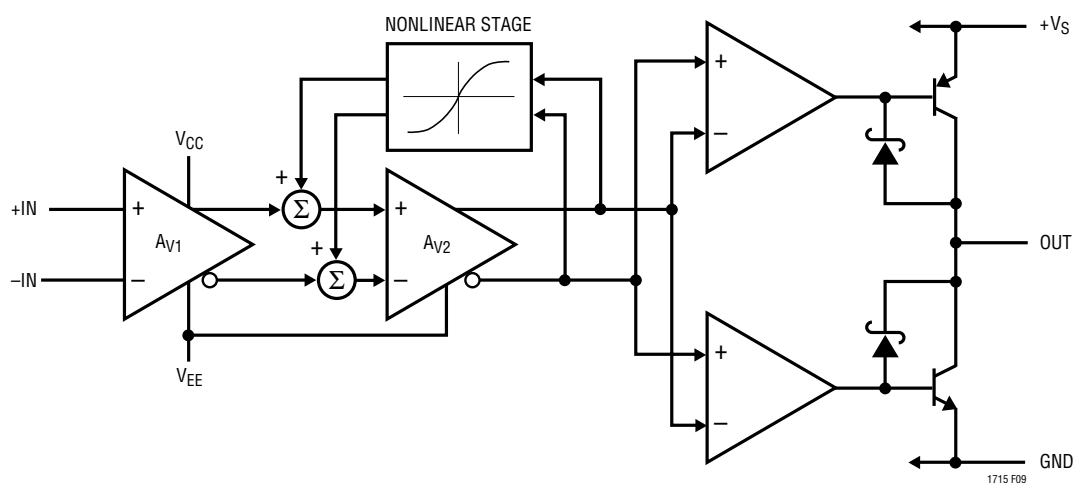 NONLINEAR STAGE
+VS
+
−
VCC
+
+IN
+
AV1
−IN
−
Σ
+
Σ
+
AV2
−
OUT
+
−
VEE
GND
1715 F09